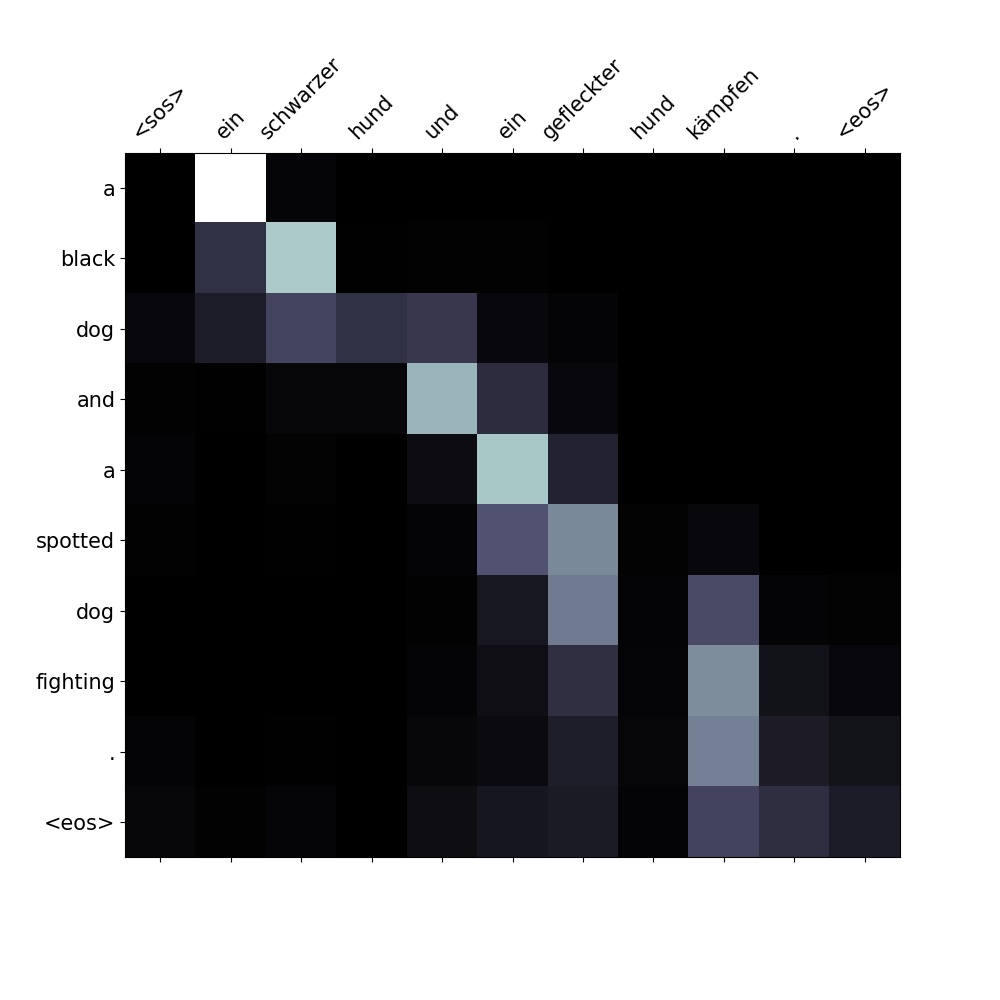 <sos> ein schwarzer hund und ein gefleckter hund kämpfen . <eos>
a
black
dog
and
a
spotted
dog
fighting
.
<eos>